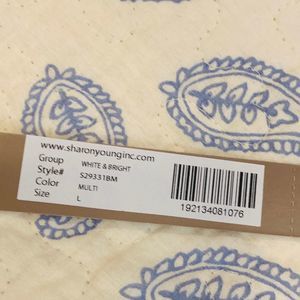 www.sharonyounginc.com
Group WHITE & BRIGHT
Style# S29331BM
Color MULTI
Size L
192134081076